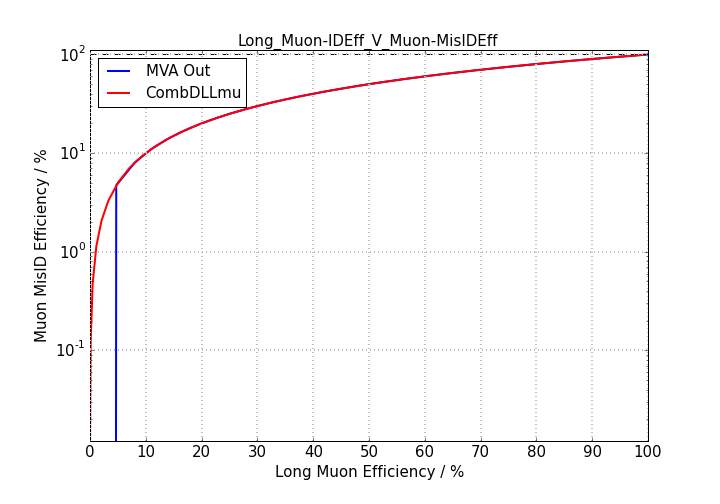 Long_Muon-IDEff_V_Muon-MisIDEff
MVA Out
CombDLLmu
Muon MisID Efficiency / %
10²
10¹
10⁰
10⁻¹
0 10 20 30 40 50 60 70 80 90 100
Long Muon Efficiency / %